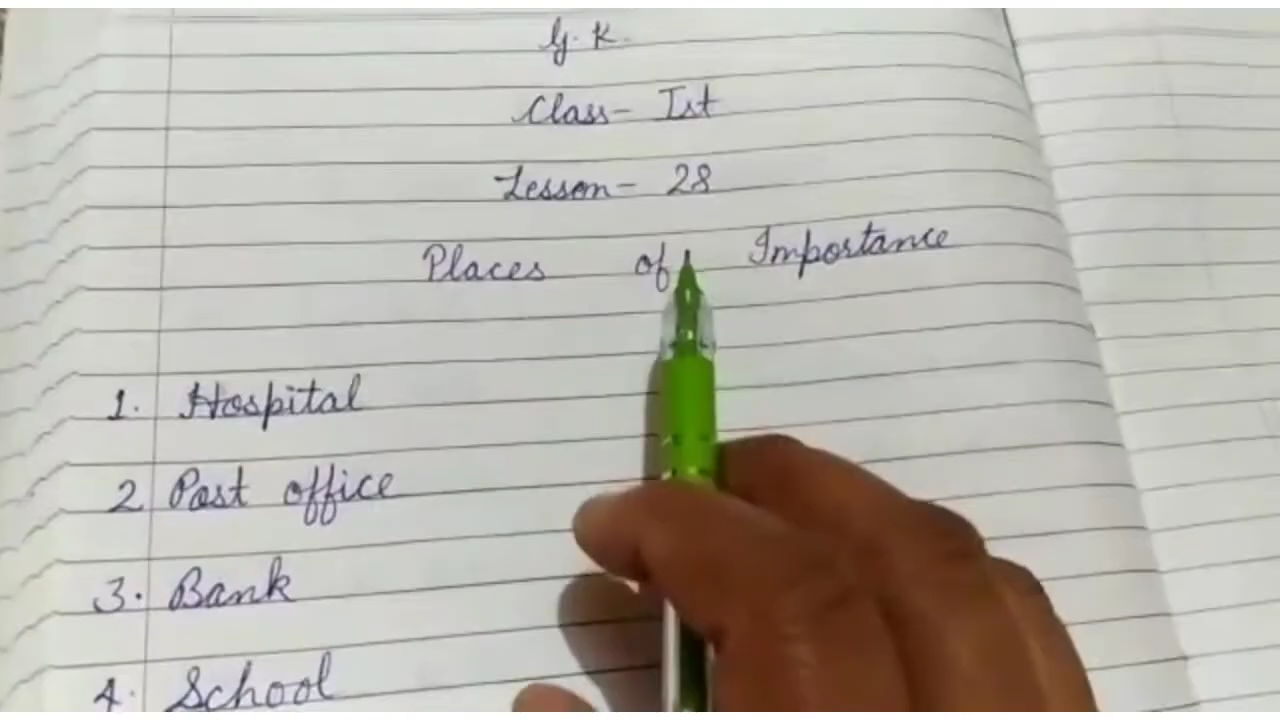 G. K.
Class- Ist
Lesson- 28
Places of Importance
1. Hospital
2 Post office
3. Bank
4. School